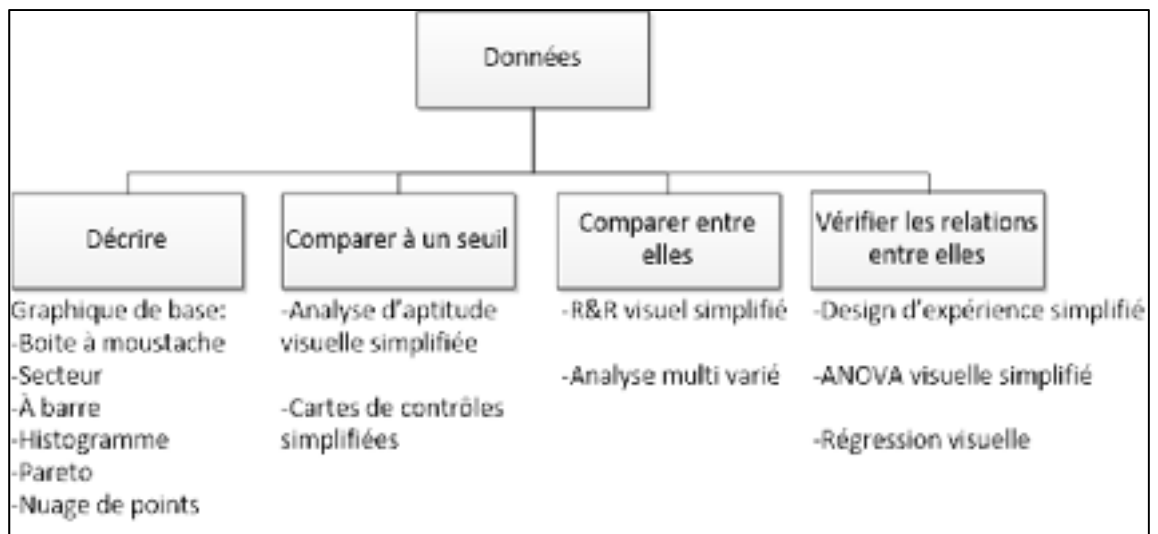 Données
Décrire
Graphique de base:
-Boite à moustache
-Secteur
-À barre
-Histogramme
-Pareto
-Nuage de points
Comparer à un seuil
-Analyse d'aptitude
visuelle simplifiée
-Cartes de contrôles
simplifiées
Comparer entre
elles
-R&R visuel simplifié
-Analyse multi varié
Vérifier les relations
entre elles
-Design d'expérience simplifié
-ANOVA visuelle simplifié
-Régression visuelle